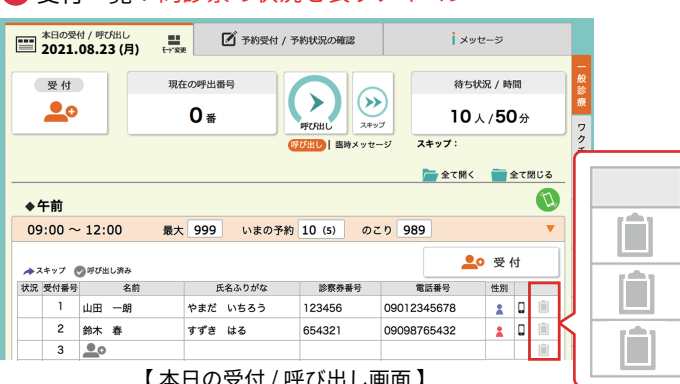 本日の受付 / 呼び出し
2021.08.23 (月)
ﾓｰﾄﾞ変更
予約受付 / 予約状況の確認
メッセージ
一般診療
ワクチ
受 付
現在の呼出番号
0 番
呼び出し
スキップ
待ち状況 / 時間
10 人 / 50 分
呼び出し | 臨時メッセージ
スキップ：
全て開く
全て閉じる
◆午前
09:00 ～ 12:00 最大 999 いまの予約 10 (5) のこり 989
受 付
スキップ 呼び出し済み
状況 受付番号 名前 氏名ふりがな 診察券番号 電話番号 性別
1 山田 一朗 やまだ いちろう 123456 09012345678
2 鈴木 春 すずき はる 654321 09098765432
3
【 本日の受付 / 呼び出し画面 】